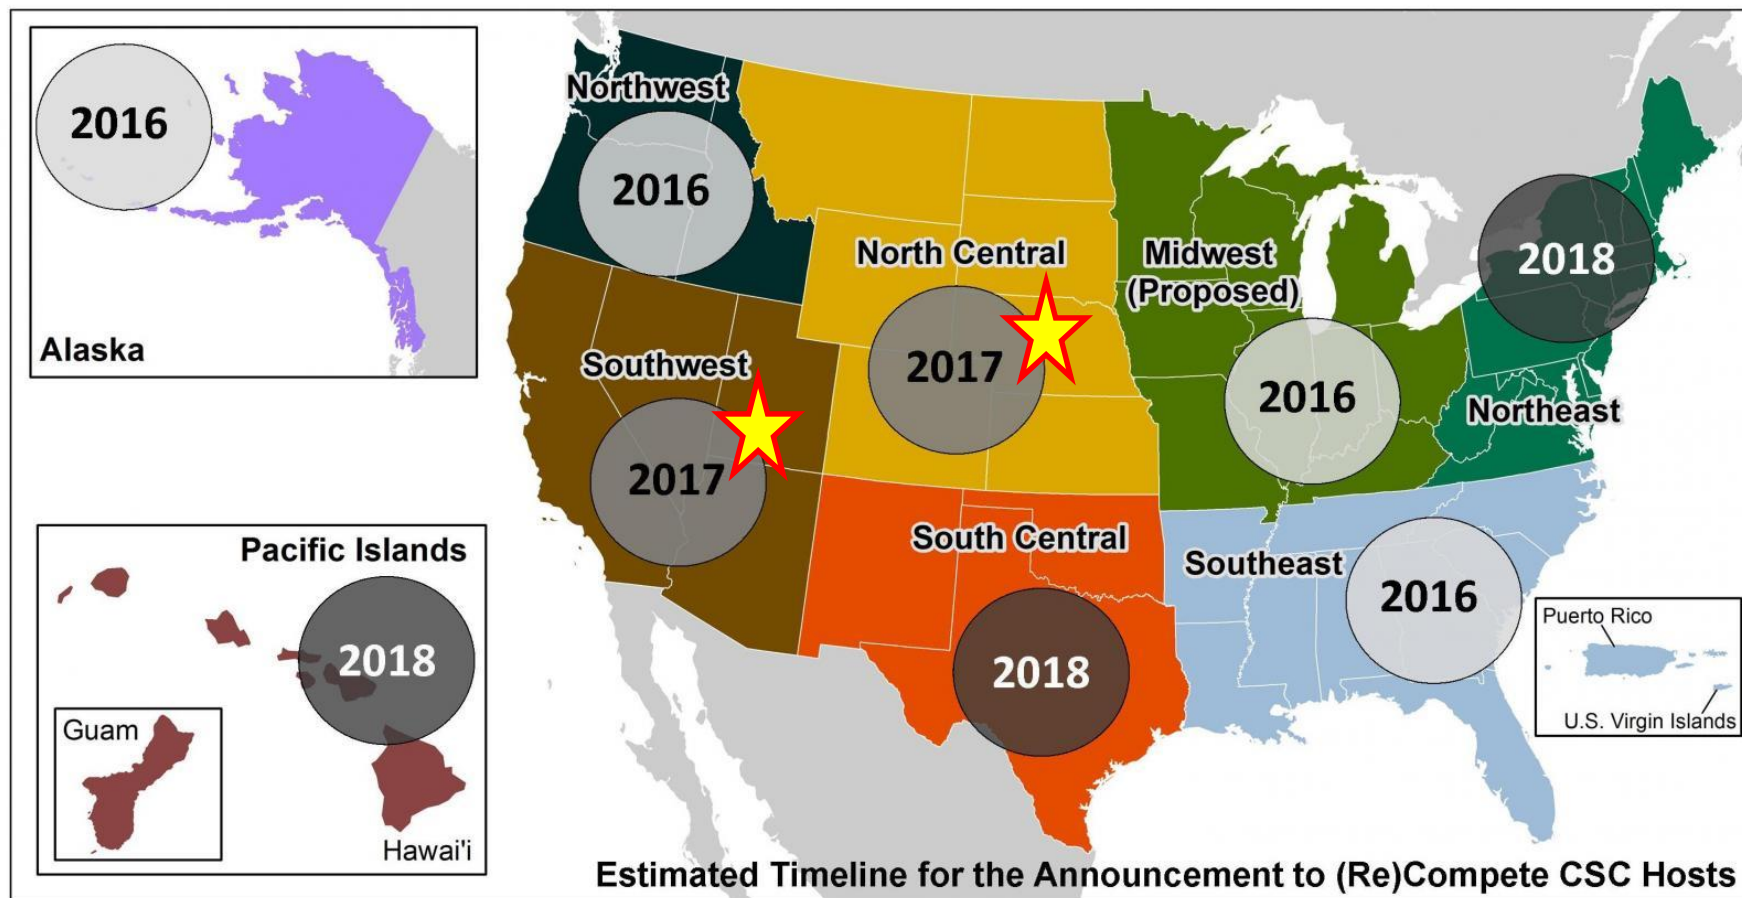 2016
Alaska
Northwest
2016
North Central
2017
Southwest
2017
Midwest
(Proposed)
2016
2018
Northeast
South Central
2018
Southeast
2016
Puerto Rico
U.S. Virgin Islands
Pacific Islands
2018
Guam
Hawai'i
Estimated Timeline for the Announcement to (Re)Compete CSC Hosts